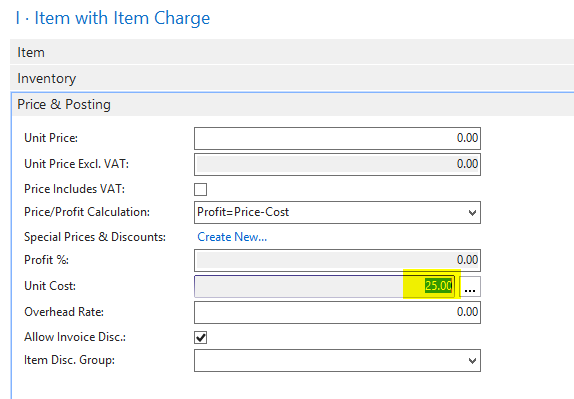 I · Item with Item Charge
Item
Inventory
Price & Posting
Unit Price: 0.00
Unit Price Excl. VAT: 0.00
Price Includes VAT:
Price/Profit Calculation: Profit=Price-Cost
Special Prices & Discounts: Create New...
Profit %: 0.00
Unit Cost: 25.00 ...
Overhead Rate: 0.00
Allow Invoice Disc.:
Item Disc. Group: